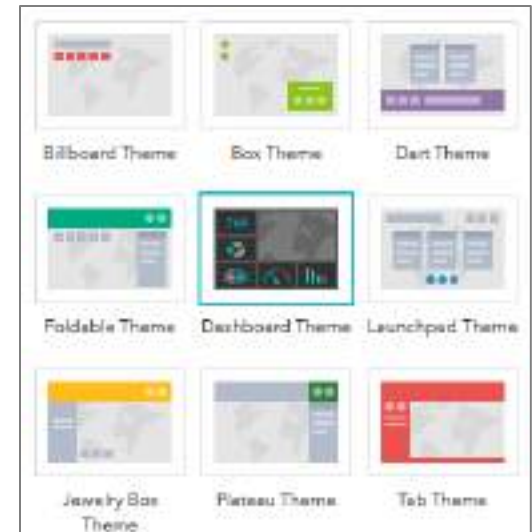 Billboard Theme
Box Theme
Dart Theme
Foldable Theme
Dashboard Theme
Launchpad Theme
Jewelry Box
Theme
Plateau Theme
Tab Theme